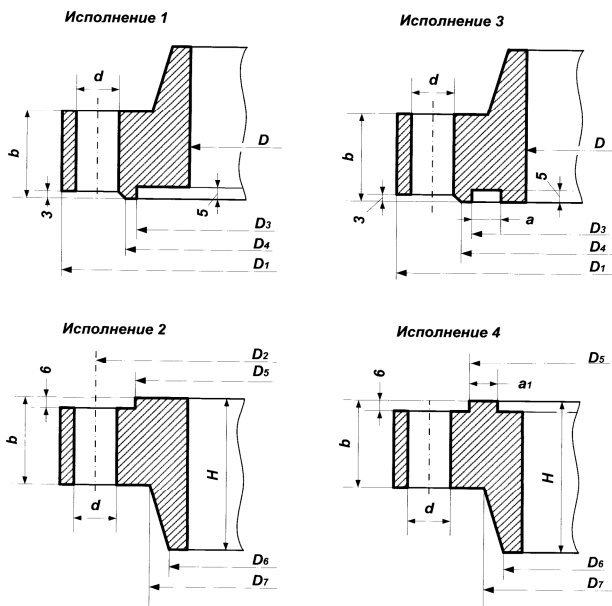 Исполнение 1
d
b
3
5
D
D3
D4
D1
Исполнение 3
d
b
3
5
a
D
D3
D4
D1
Исполнение 2
D2
D5
6
b
H
d
D6
D7
Исполнение 4
D5
a1
6
b
H
d
D6
D7